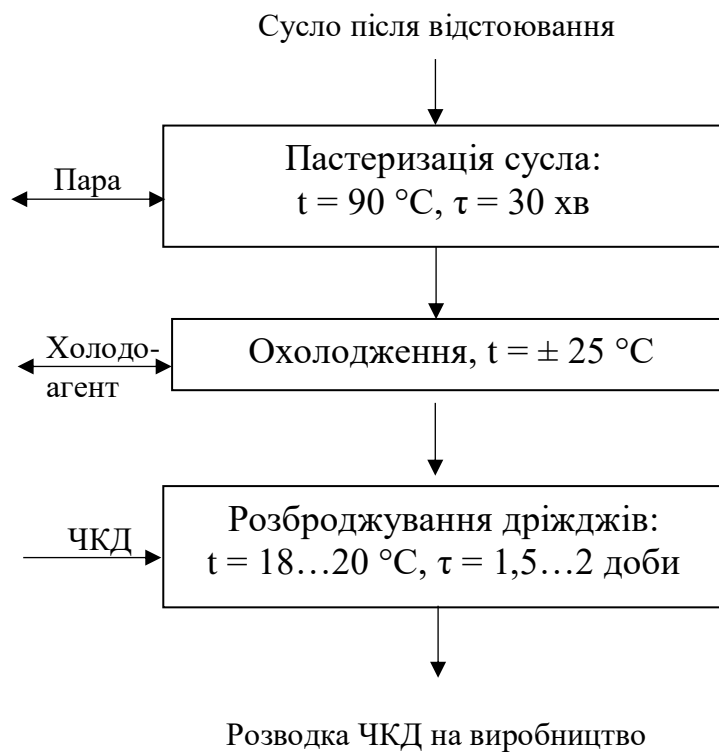 Сусло після відстоювання
Пастеризація сусла:
t = 90 °C, τ = 30 хв
Пара
Охолодження, t = ± 25 °C
Холодо-
агент
Розброджування дріжджів:
t = 18…20 °C, τ = 1,5…2 доби
ЧКД
Розводка ЧКД на виробництво